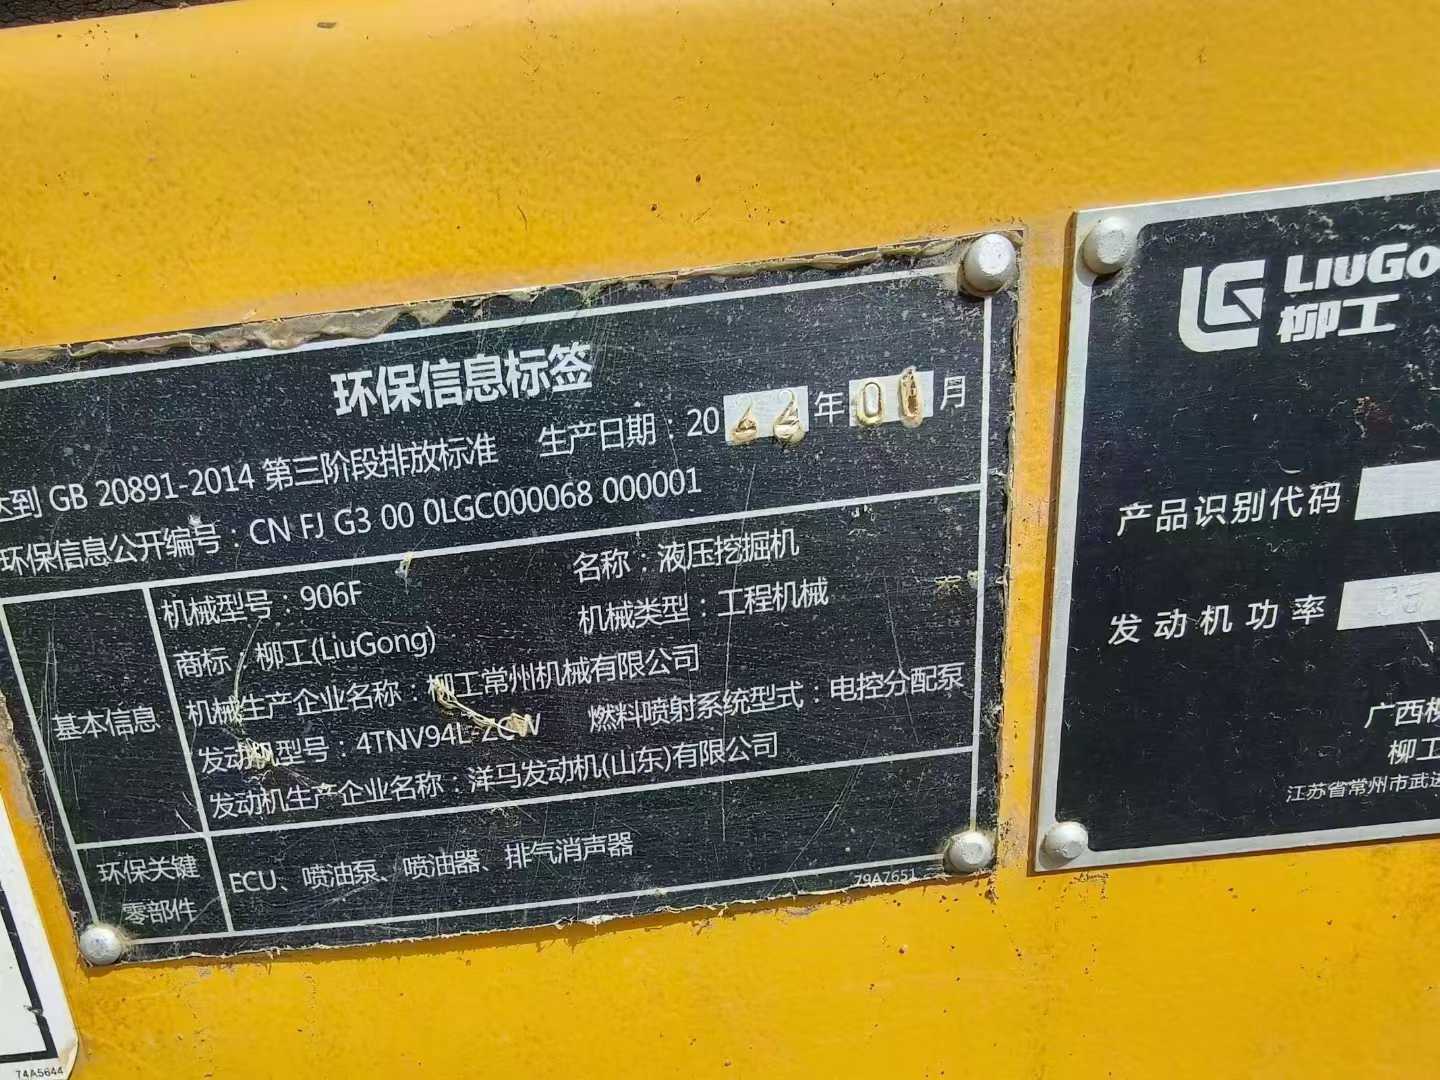 环保信息标签
达到 GB 20891-2014 第三阶段排放标准 生产日期：2022年01月
环保信息公开编号：CN FJ G3 00 0LGC000068 000001
基本信息
机械型号：906F 名称：液压挖掘机
商标：柳工(LiuGong) 机械类型：工程机械
机械生产企业名称：柳工常州机械有限公司
发动机型号：4TNV94L-ZCW 燃料喷射系统型式：电控分配泵
发动机生产企业名称：洋马发动机(山东)有限公司
环保关键
零部件
ECU、喷油泵、喷油器、排气消声器
79A7651
74A5644
LiuGo
柳工
产品识别代码
发动机功率
广西柳
柳工
江苏省常州市武进